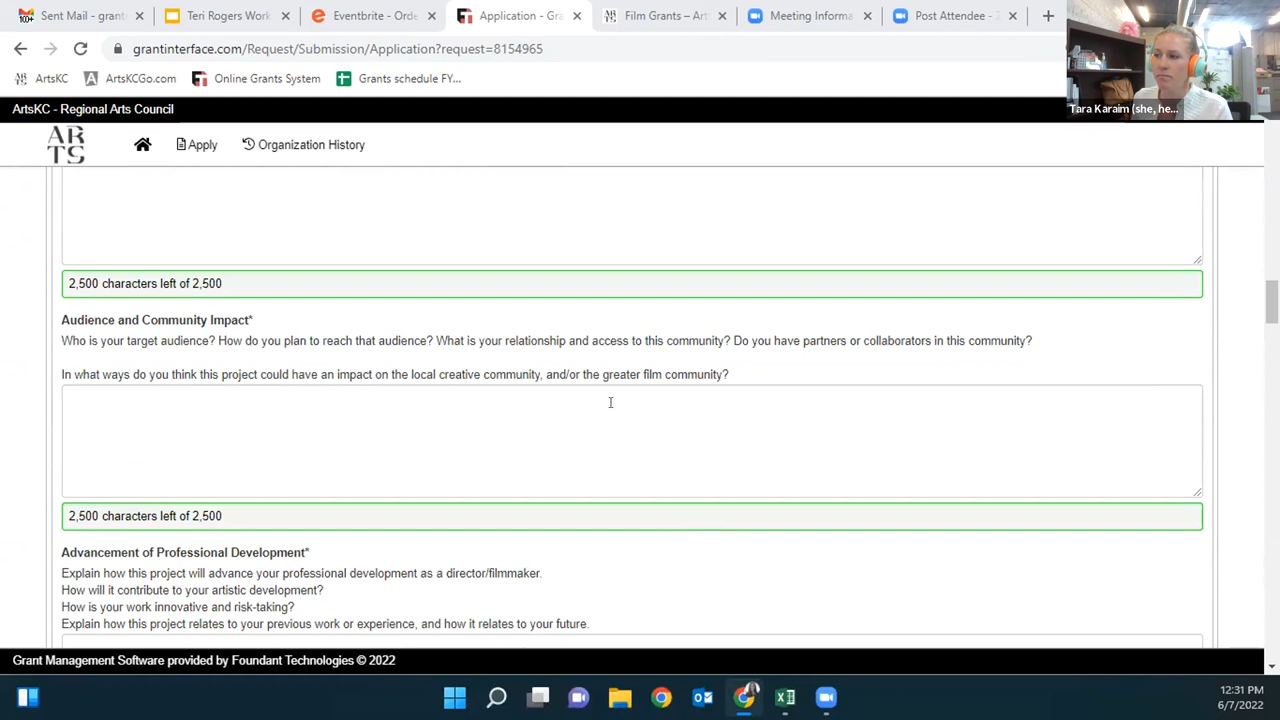 Sent Mail - grant
Teri Rogers Work
Eventbrite - Orde
Application - Gra
Film Grants – Art
Meeting Informa
Post Attendee - Z
grantinterface.com/Request/Submission/Application?request=8154965
ArtsKC
ArtsKCGo.com
Online Grants System
Grants schedule FY...
Tara Karaim (she, he...
ArtsKC - Regional Arts Council
ARTS
Apply
Organization History
2,500 characters left of 2,500
Audience and Community Impact*
Who is your target audience? How do you plan to reach that audience? What is your relationship and access to this community? Do you have partners or collaborators in this community?
In what ways do you think this project could have an impact on the local creative community, and/or the greater film community?
2,500 characters left of 2,500
Advancement of Professional Development*
Explain how this project will advance your professional development as a director/filmmaker.
How will it contribute to your artistic development?
How is your work innovative and risk-taking?
Explain how this project relates to your previous work or experience, and how it relates to your future.
Grant Management Software provided by Foundant Technologies © 2022
12:31 PM
6/7/2022